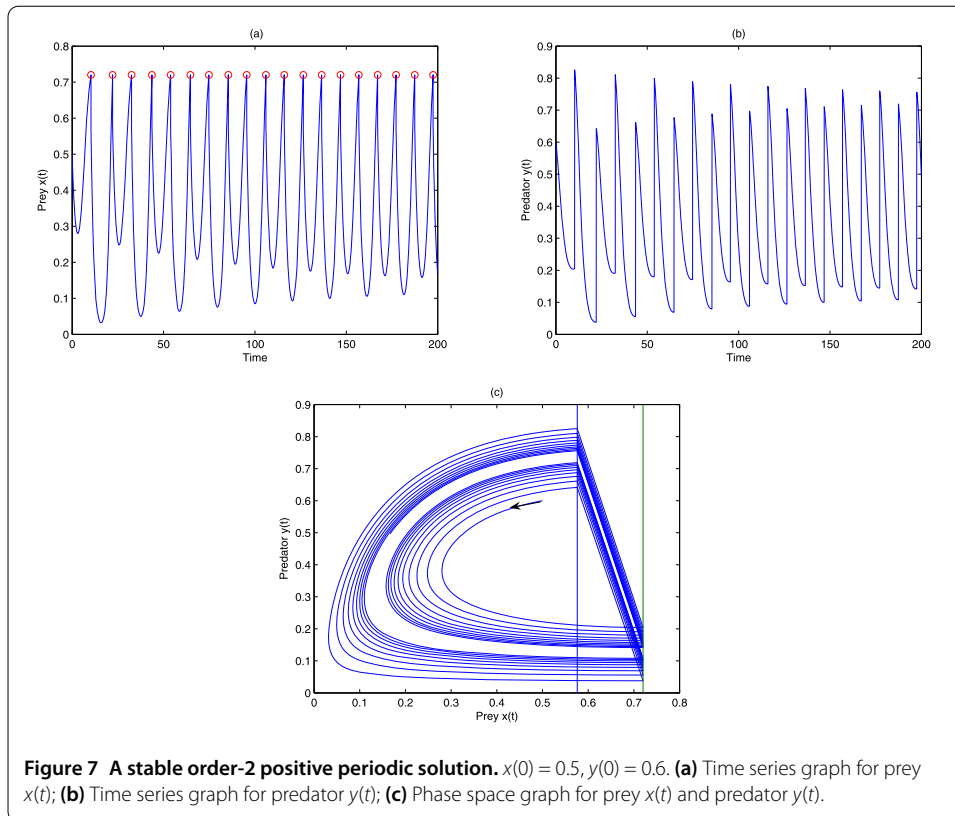 (a)
0.8
0.7
0.6
0.5
0.4
0.3
0.2
0.1
0
Prey x(t)
0 50 100 150 200
Time
(b)
0.9
0.8
0.7
0.6
0.5
0.4
0.3
0.2
0.1
0
Predator y(t)
0 50 100 150 200
Time
(c)
0.9
0.8
0.7
0.6
0.5
0.4
0.3
0.2
0.1
0
Predator y(t)
0 0.1 0.2 0.3 0.4 0.5 0.6 0.7 0.8
Prey x(t)
Figure 7 A stable order-2 positive periodic solution. x(0) = 0.5, y(0) = 0.6. (a) Time series graph for prey
x(t); (b) Time series graph for predator y(t); (c) Phase space graph for prey x(t) and predator y(t).